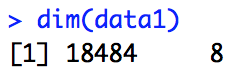 > dim(data1)
[1] 18484     8